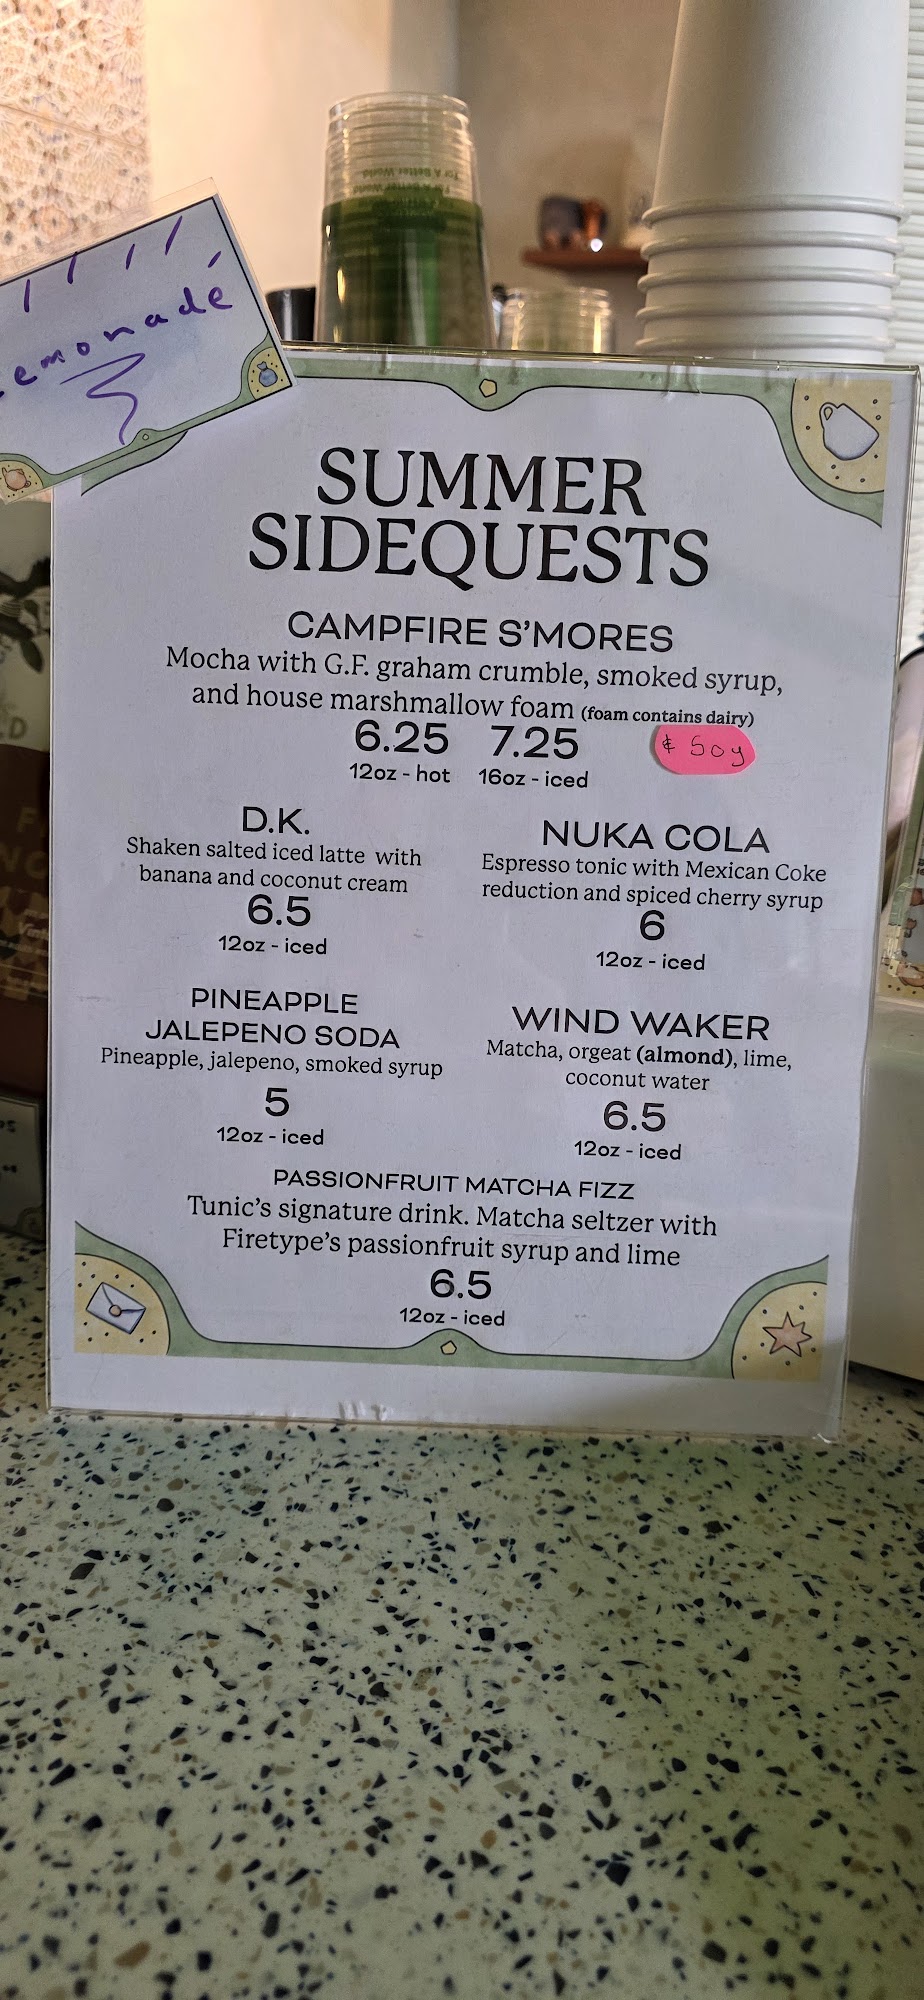 For A Better World
emonadé
SUMMER
SIDEQUESTS
CAMPFIRE S'MORES
Mocha with G.F. graham crumble, smoked syrup,
and house marshmallow foam (foam contains dairy)
& Soy
6.25 7.25
12oz - hot 16oz - iced
D.K.
Shaken salted iced latte with
banana and coconut cream
6.5
12oz - iced
NUKA COLA
Espresso tonic with Mexican Coke
reduction and spiced cherry syrup
6
12oz - iced
PINEAPPLE
JALEPENO SODA
Pineapple, jalepeno, smoked syrup
5
12oz - iced
WIND WAKER
Matcha, orgeat (almond), lime,
coconut water
6.5
12oz - iced
PASSIONFRUIT MATCHA FIZZ
Tunic's signature drink. Matcha seltzer with
Firetype's passionfruit syrup and lime
6.5
12oz - iced